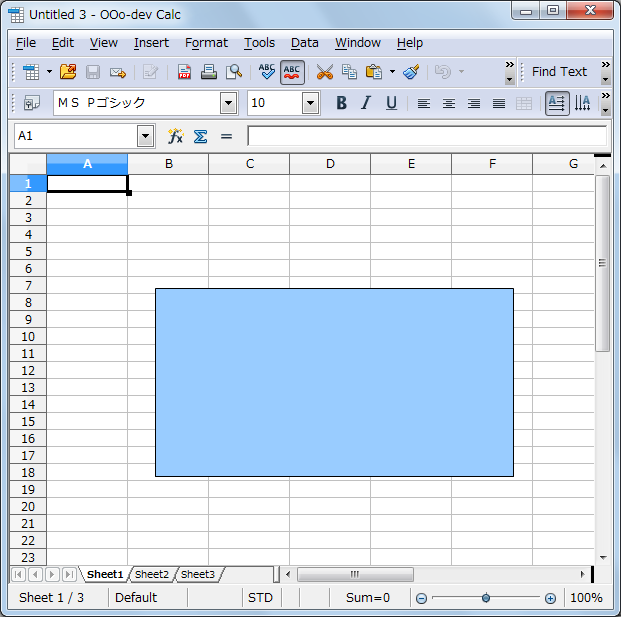 Untitled 3 - OOo-dev Calc
File Edit View Insert Format Tools Data Window Help
ABC ABC Find Text
ＭＳ Ｐゴシック 10 B I U
A1 fx Σ =
A B C D E F G
1
2
3
4
5
6
7
8
9
10
11
12
13
14
15
16
17
18
19
20
21
22
23
Sheet1 Sheet2 Sheet3
Sheet 1 / 3 Default STD Sum=0 100%